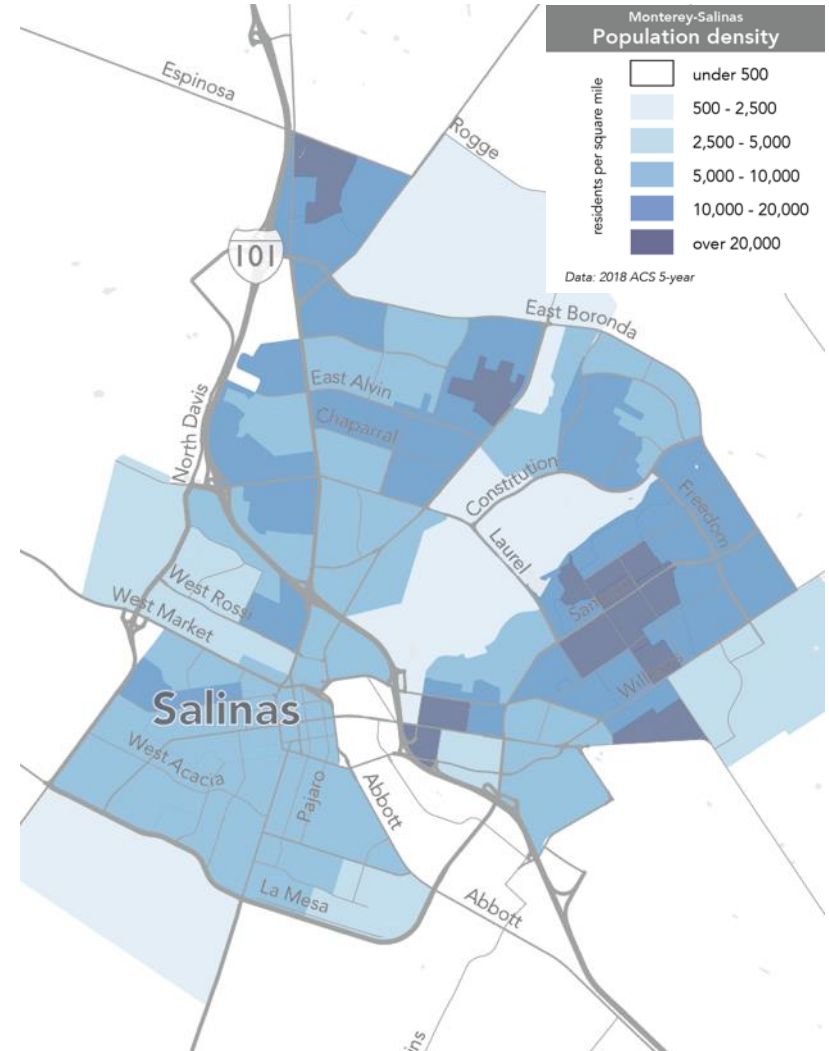 Monterey-Salinas
Population density
residents per square mile
under 500
500 - 2,500
2,500 - 5,000
5,000 - 10,000
10,000 - 20,000
over 20,000
Data: 2018 ACS 5-year
Espinosa
Rogge
101
East Boronda
North Davis
East Alvin
Chaparral
Constitution
Laurel
Freedom
West Rossi
West Market
Salinas
West Acacia
Pajaro
Abbott
La Mesa
Abbott